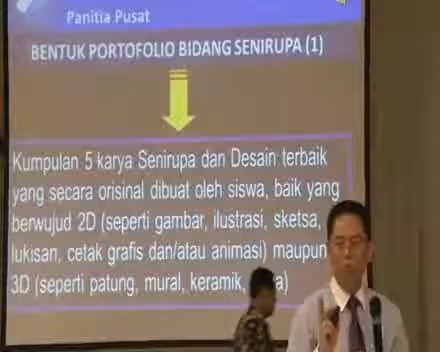 Panitia Pusat
BENTUK PORTOFOLIO BIDANG SENIRUPA (1)
Kumpulan 5 karya Senirupa dan Desain terbaik
yang secara orisinal dibuat oleh siswa, baik yang
berwujud 2D (seperti gambar, ilustrasi, sketsa,
lukisan, cetak grafis dan/atau animasi) maupun
3D (seperti patung, mural, keramik,